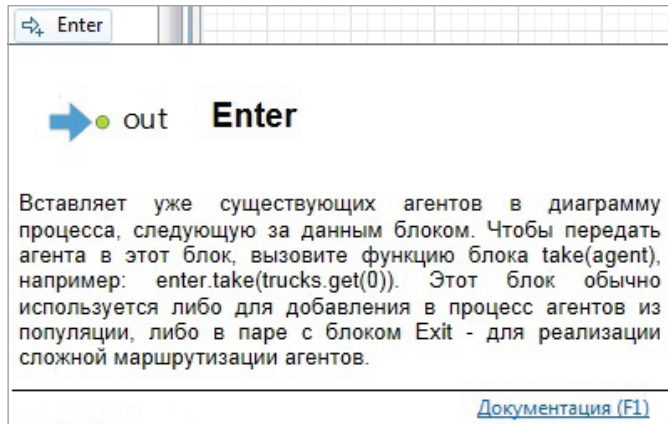 Enter
out Enter
Вставляет уже существующих агентов в диаграмму
процесса, следующую за данным блоком. Чтобы передать
агента в этот блок, вызовите функцию блока take(agent),
например: enter.take(trucks.get(0)). Этот блок обычно
используется либо для добавления в процесс агентов из
популяции, либо в паре с блоком Exit - для реализации
сложной маршрутизации агентов.
Документация (F1)